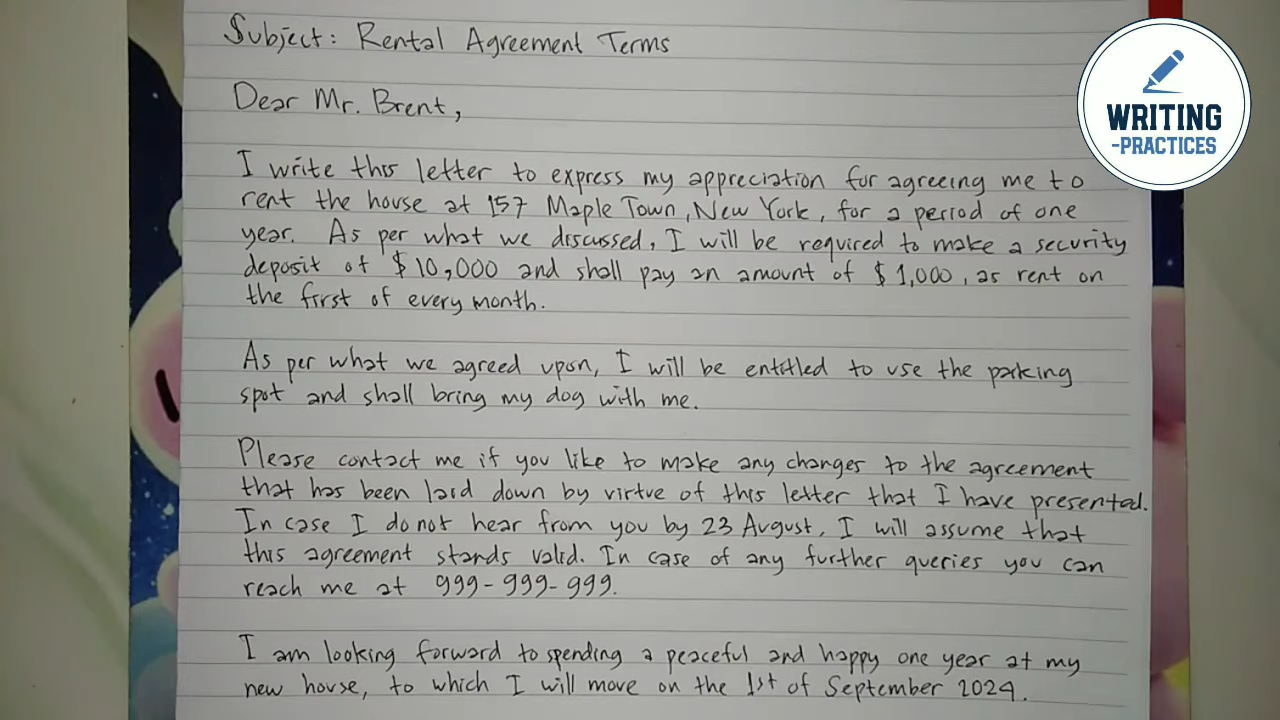 Subject: Rental Agreement Terms
WRITING
-PRACTICES
Dear Mr. Brent,
I write this letter to express my appreciation for agreeing me to
rent the house at 157 Maple Town, New York, for a period of one
year. As per what we discussed, I will be required to make a security
deposit of $10,000 and shall pay an amount of $1,000, as rent on
the first of every month.
As per what we agreed upon, I will be entitled to use the parking
spot and shall bring my dog with me.
Please contact me if you like to make any changes to the agreement
that has been laid down by virtue of this letter that I have presented.
In case I do not hear from you by 23 August, I will assume that
this agreement stands valid. In case of any further queries you can
reach me at 999-999-999.
I am looking forward to spending a peaceful and happy one year at my
new house, to which I will move on the 1st of September 2024.